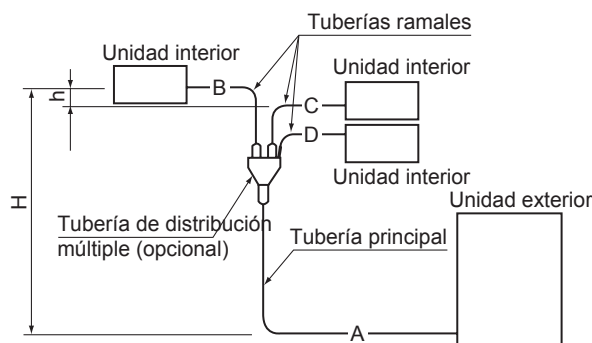 Tuberías ramales
Unidad interior
B
Unidad interior
h
C
D
H
Unidad interior
Unidad exterior
Tubería de distribución
múltiple (opcional)
Tubería principal
A